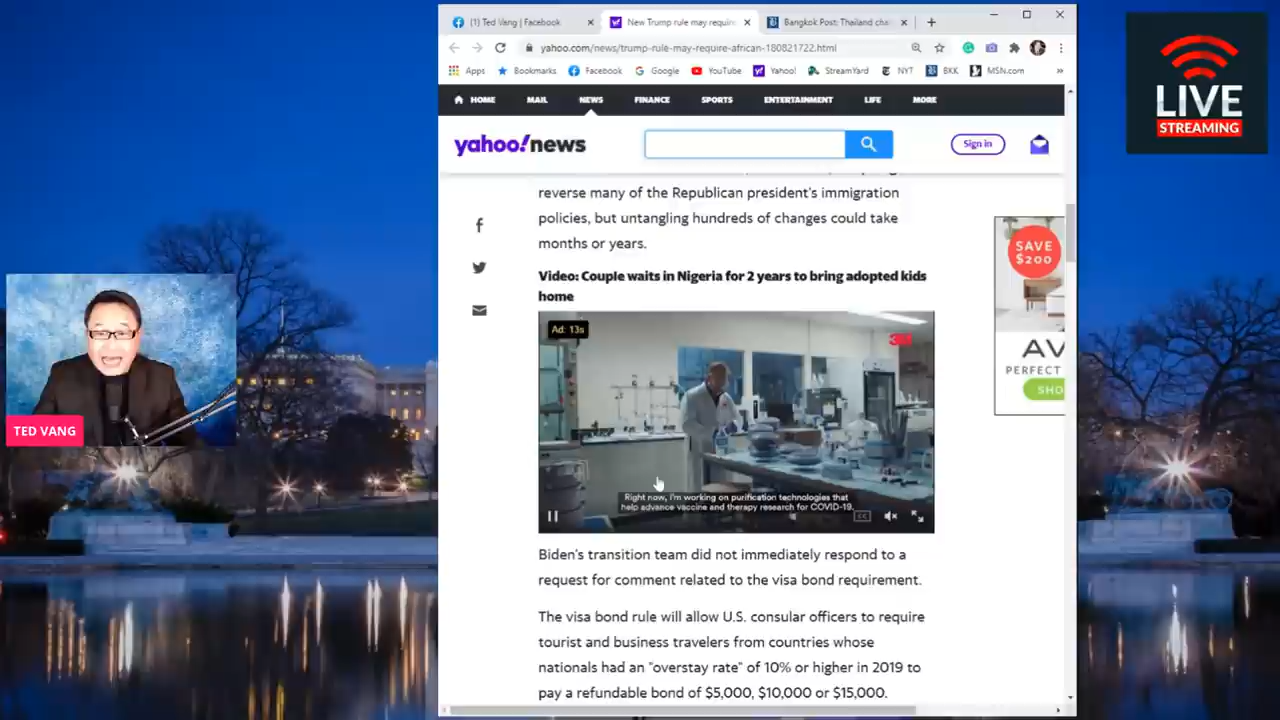 (1) Ted Vang | Facebook
New Trump rule may require
Bangkok Post: Thailand
yahoo.com/news/trump-rule-may-require-african-180821722.html
Apps
Bookmarks
Facebook
Google
YouTube
Yahoo!
StreamYard
NYT
BKK
MSN.com
HOME
MAIL
NEWS
FINANCE
SPORTS
ENTERTAINMENT
LIFE
MORE
yahoo!news
Sign in
reverse many of the Republican president's immigration
policies, but untangling hundreds of changes could take
months or years.
Video: Couple waits in Nigeria for 2 years to bring adopted kids
home
Ad: 13s
3M
Right now, I'm working on purification technologies that
help advance vaccine and therapy research for COVID-19.
CC
Biden's transition team did not immediately respond to a
request for comment related to the visa bond requirement.
The visa bond rule will allow U.S. consular officers to require
tourist and business travelers from countries whose
nationals had an "overstay rate" of 10% or higher in 2019 to
pay a refundable bond of $5,000, $10,000 or $15,000.
SAVE
$200
AV
PERFECT
SHO
LIVE
STREAMING
TED VANG